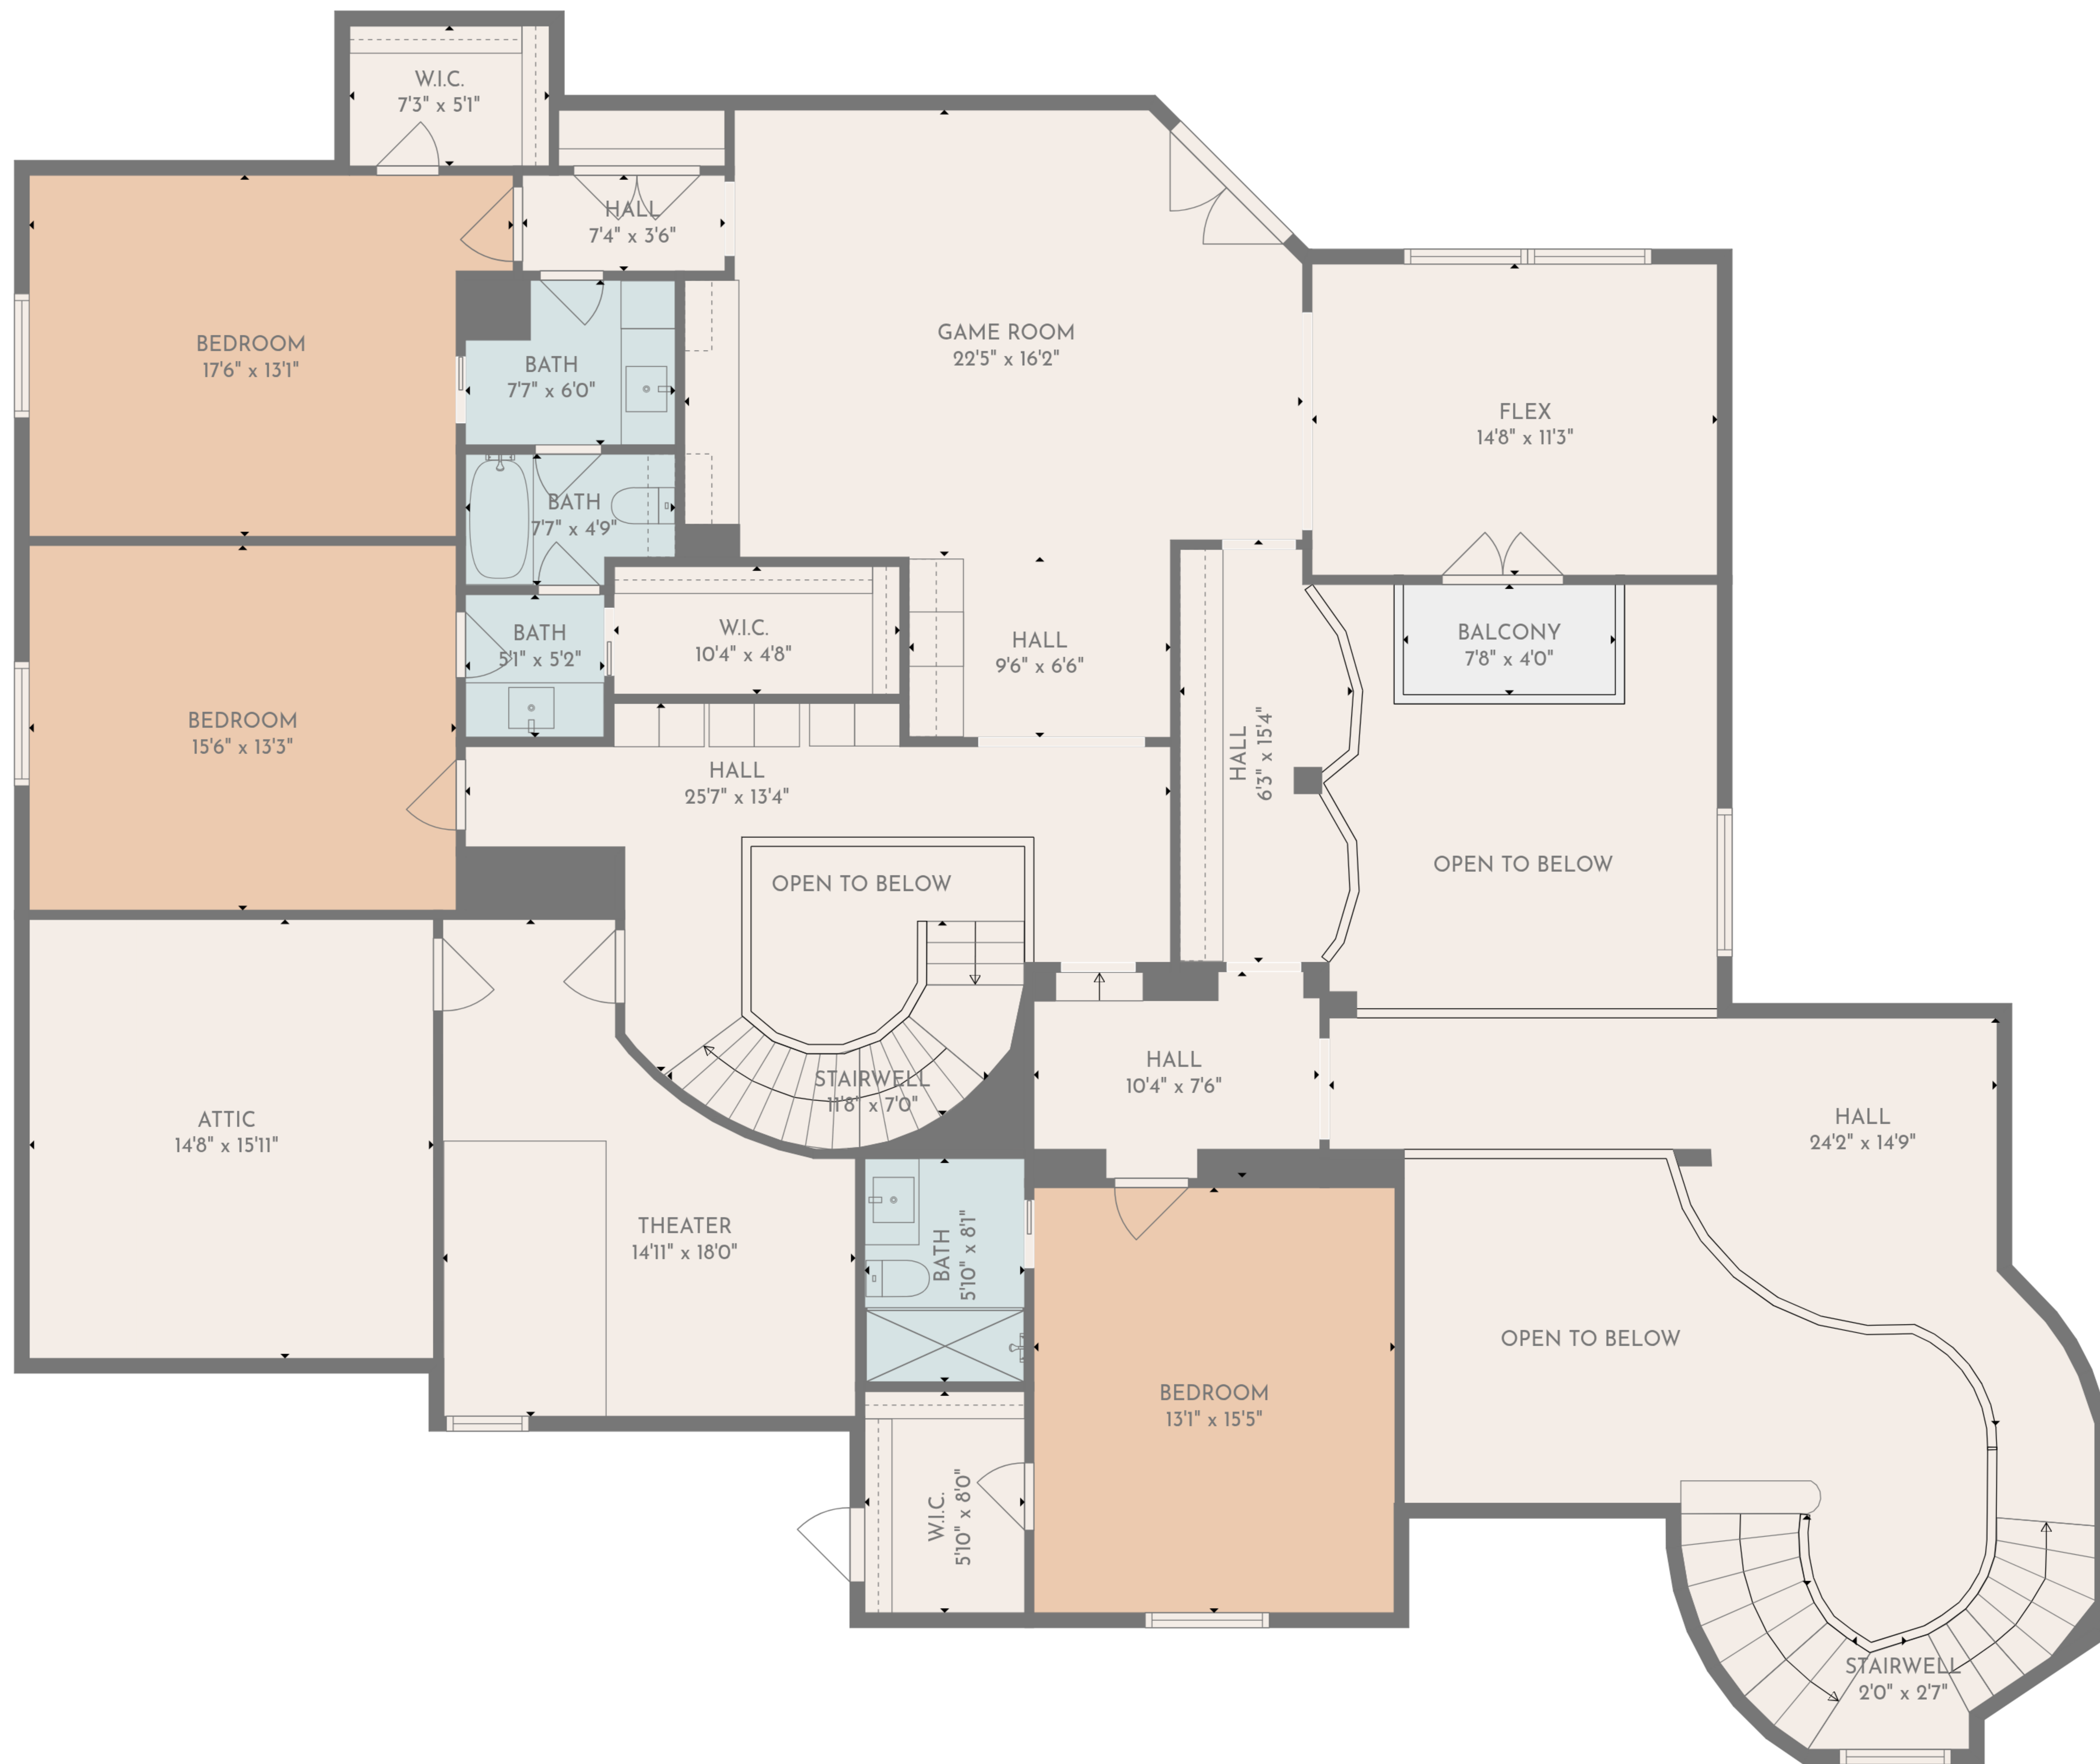 W.I.C.
7'3" x 5'1"
HALL
7'4" x 3'6"
BEDROOM
17'6" x 13'1"
BATH
7'7" x 6'0"
GAME ROOM
22'5" x 16'2"
FLEX
14'8" x 11'3"
BATH
7'7" x 4'9"
BATH
5'1" x 5'2"
W.I.C.
10'4" x 4'8"
HALL
9'6" x 6'6"
BALCONY
7'8" x 4'0"
BEDROOM
15'6" x 13'3"
HALL
25'7" x 13'4"
HALL
6'3" x 15'4"
OPEN TO BELOW
OPEN TO BELOW
STAIRWELL
11'8" x 7'0"
HALL
10'4" x 7'6"
HALL
24'2" x 14'9"
ATTIC
14'8" x 15'11"
THEATER
14'11" x 18'0"
BATH
5'10" x 8'1"
OPEN TO BELOW
BEDROOM
13'1" x 15'5"
W.I.C.
5'10" x 8'0"
STAIRWELL
2'0" x 2'7"